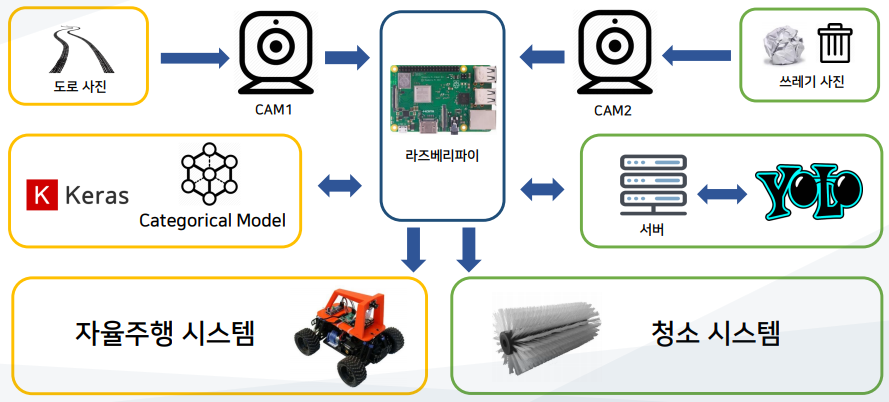 도로 사진
CAM1
라즈베리파이
CAM2
쓰레기 사진
K Keras
Categorical Model
서버
YOLO
자율주행 시스템
청소 시스템